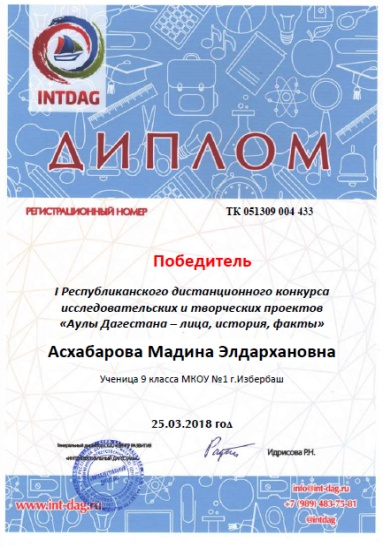 INTDAG
ДИПЛОМ
РЕГИСТРАЦИОННЫЙ НОМЕР ТК 051309 004 433
Победитель
I Республиканского дистанционного конкурса
исследовательских и творческих проектов
«Аулы Дагестана – лица, история, факты»
Асхабарова Мадина Элдархановна
Ученица 9 класса МКОУ №1 г.Избербаш
25.03.2018 год
Генеральный РАЗВИТИЯ
Идрисова Р.Н.
info@int-dag.ru
www.int-dag.ru
+7 (989) 483-75-81
@intdag